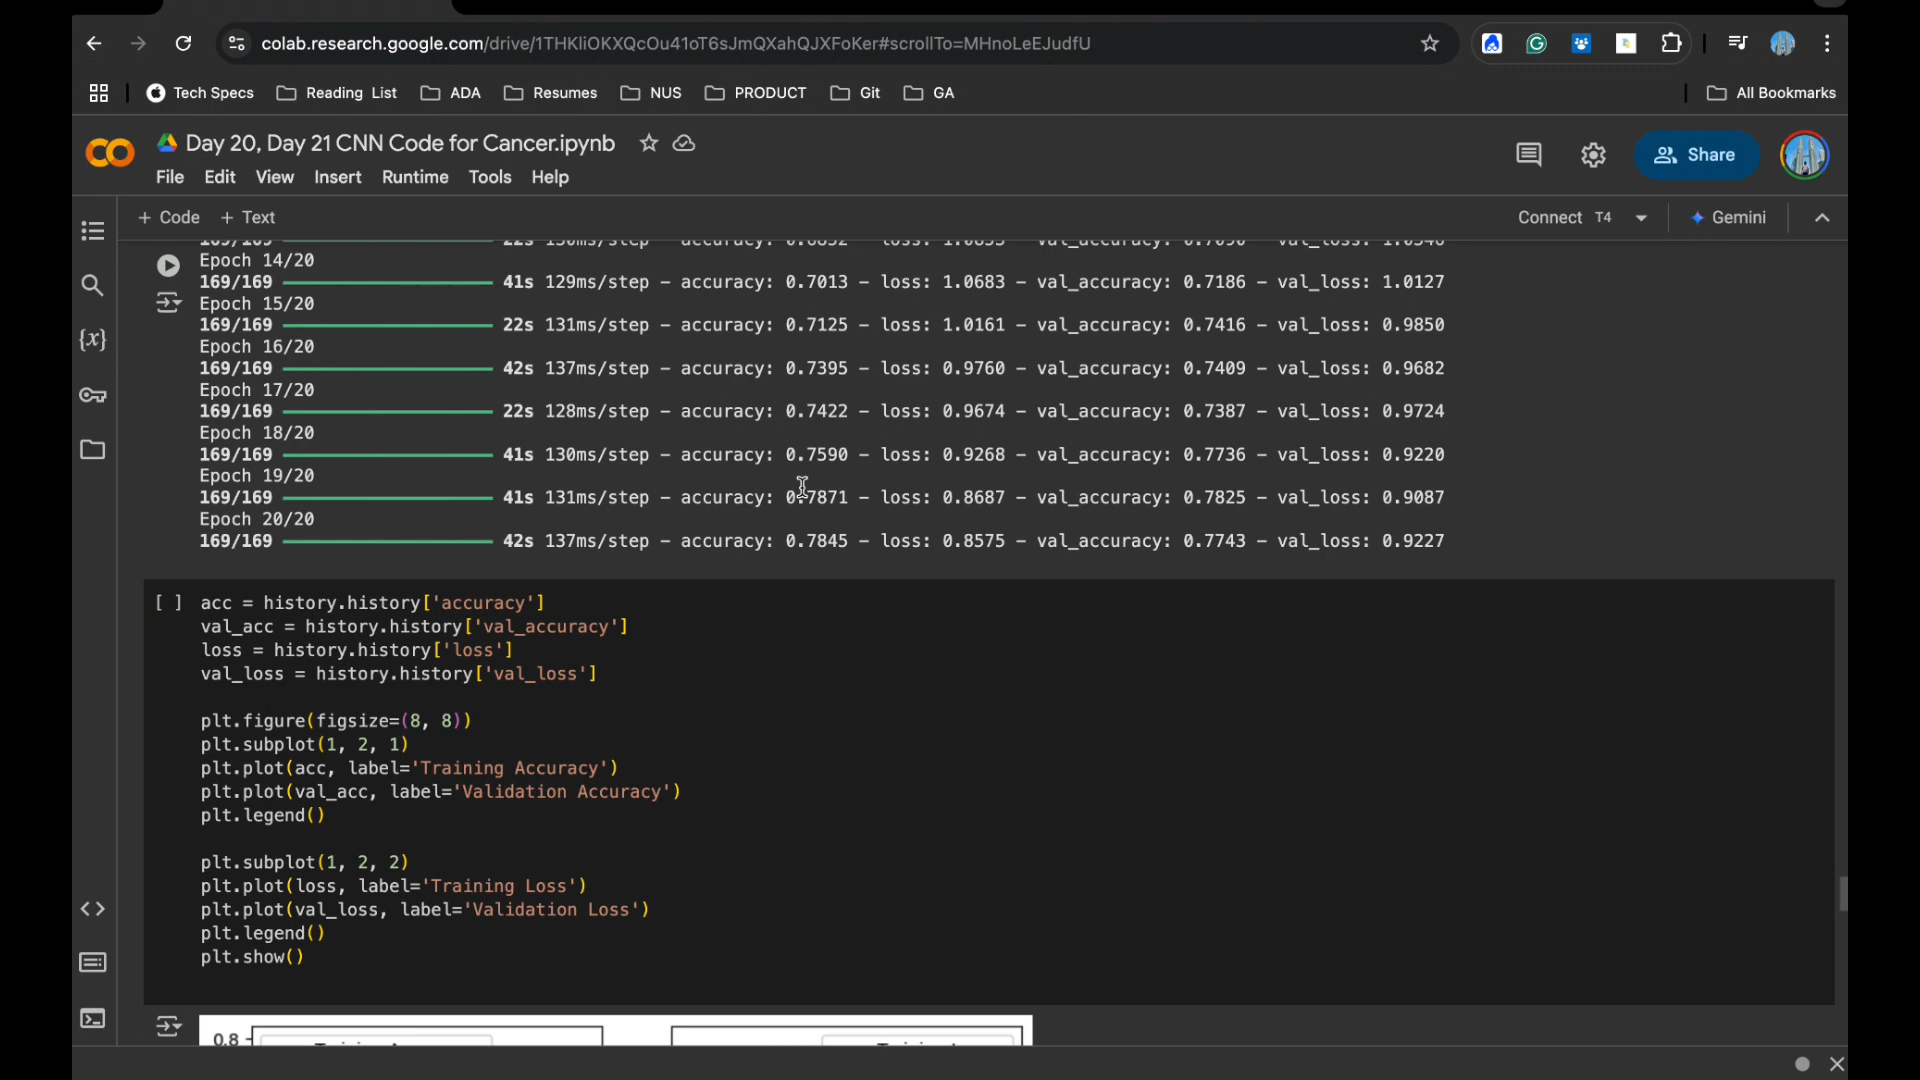 colab.research.google.com/drive/1THKliOKXQcOu41oT6sJmQXahQJXFoKer#scrollTo=MHnoLeEJudfU
Tech Specs Reading List ADA Resumes NUS PRODUCT Git GA All Bookmarks
Day 20, Day 21 CNN Code for Cancer.ipynb
Share
File Edit View Insert Runtime Tools Help
+ Code + Text Connect T4 Gemini
Epoch 14/20
169/169 41s 129ms/step - accuracy: 0.7013 - loss: 1.0683 - val_accuracy: 0.7186 - val_loss: 1.0127
Epoch 15/20
169/169 22s 131ms/step - accuracy: 0.7125 - loss: 1.0161 - val_accuracy: 0.7416 - val_loss: 0.9850
Epoch 16/20
169/169 42s 137ms/step - accuracy: 0.7395 - loss: 0.9760 - val_accuracy: 0.7409 - val_loss: 0.9682
Epoch 17/20
169/169 22s 128ms/step - accuracy: 0.7422 - loss: 0.9674 - val_accuracy: 0.7387 - val_loss: 0.9724
Epoch 18/20
169/169 41s 130ms/step - accuracy: 0.7590 - loss: 0.9268 - val_accuracy: 0.7736 - val_loss: 0.9220
Epoch 19/20
169/169 41s 131ms/step - accuracy: 0.7871 - loss: 0.8687 - val_accuracy: 0.7825 - val_loss: 0.9087
Epoch 20/20
169/169 42s 137ms/step - accuracy: 0.7845 - loss: 0.8575 - val_accuracy: 0.7743 - val_loss: 0.9227
[ ] acc = history.history['accuracy']
val_acc = history.history['val_accuracy']
loss = history.history['loss']
val_loss = history.history['val_loss']
plt.figure(figsize=(8, 8))
plt.subplot(1, 2, 1)
plt.plot(acc, label='Training Accuracy')
plt.plot(val_acc, label='Validation Accuracy')
plt.legend()
plt.subplot(1, 2, 2)
plt.plot(loss, label='Training Loss')
plt.plot(val_loss, label='Validation Loss')
plt.legend()
plt.show()
0.8